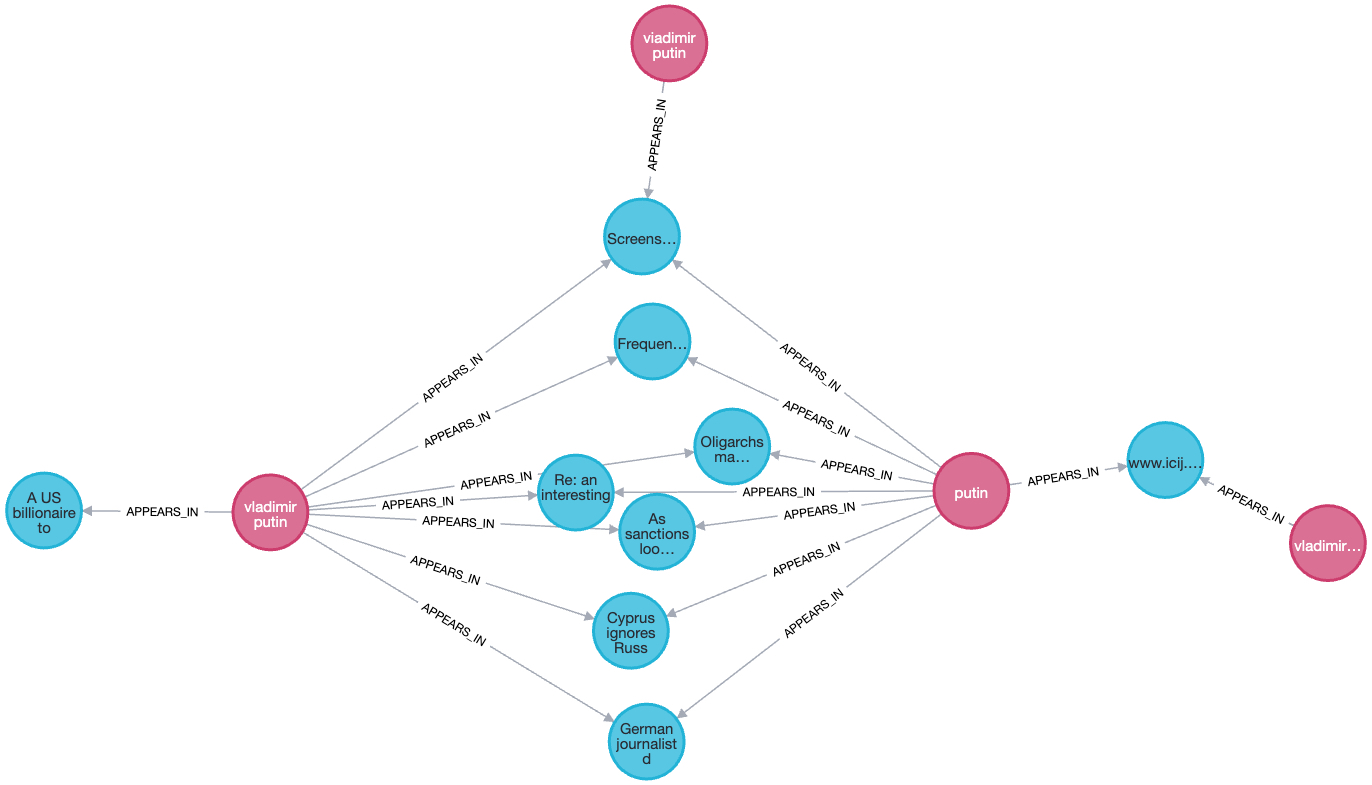 viadimir
putin
APPEARS_IN
Screens…
APPEARS_IN
APPEARS_IN
Frequen…
APPEARS_IN
APPEARS_IN
Oligarchs
ma…
APPEARS_IN
APPEARS_IN
www.icij.…
APPEARS_IN
Re: an
interesting
APPEARS_IN
APPEARS_IN
putin
APPEARS_IN
A US
billionaire
to
APPEARS_IN
vladimir
putin
APPEARS_IN
As
sanctions
loo…
APPEARS_IN
vladimir…
APPEARS_IN
APPEARS_IN
Cyprus
ignores
Russ
APPEARS_IN
APPEARS_IN
German
journalist
d